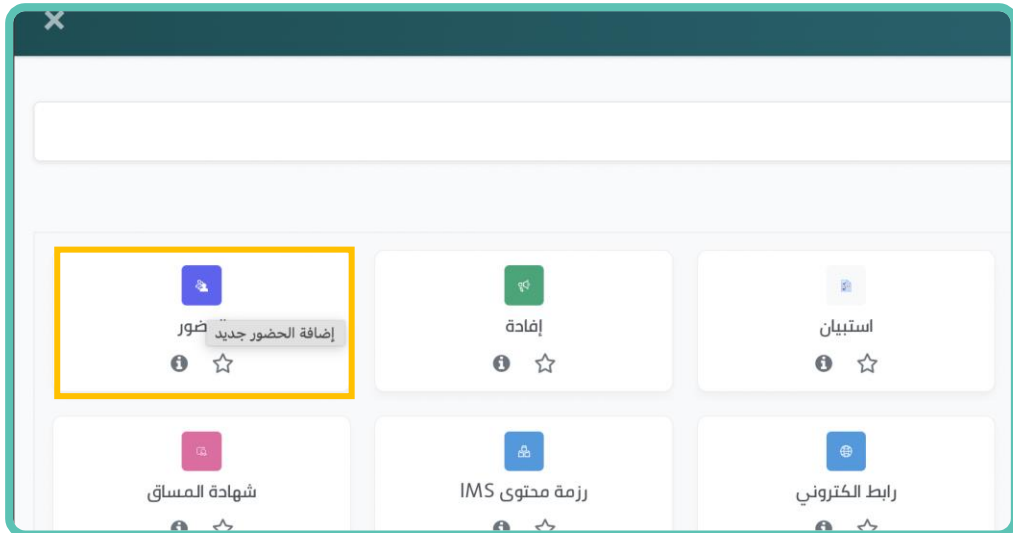 استبيان
إفادة
ضور
إضافة الحضور جديد
رابط الكتروني
رزمة محتوى IMS
شهادة المساق